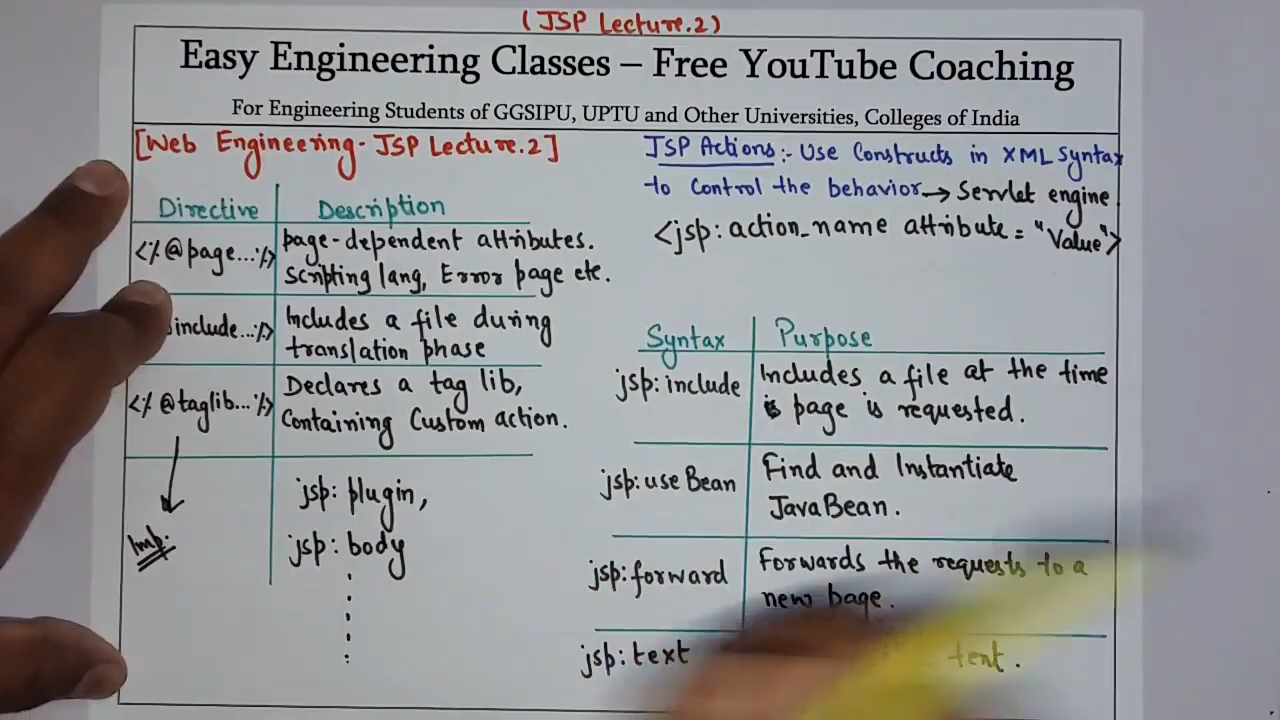 (JSP Lecture.2)
Easy Engineering Classes – Free YouTube Coaching
For Engineering Students of GGSIPU, UPTU and Other Universities, Colleges of India
[Web Engineering- JSP Lecture.2]
Directive Description
<%@page...%> page-dependent attributes.
scripting lang, Error page etc.
include...%> Includes a file during
translation phase
<%@taglib...%> Declares a tag lib,
Containing Custom action.
Imp.
jsp: plugin,
jsp: body
JSP Actions :- Use Constructs in XML Syntax
to control the behavior → Servlet engine
<jsp: action_name attribute = "Value">
Syntax Purpose
jsp: include Includes a file at the time
page is requested.
jsp: use Bean Find and Instantiate
JavaBean.
jsp: forward Forwards the requests to a
new page.
jsp: text